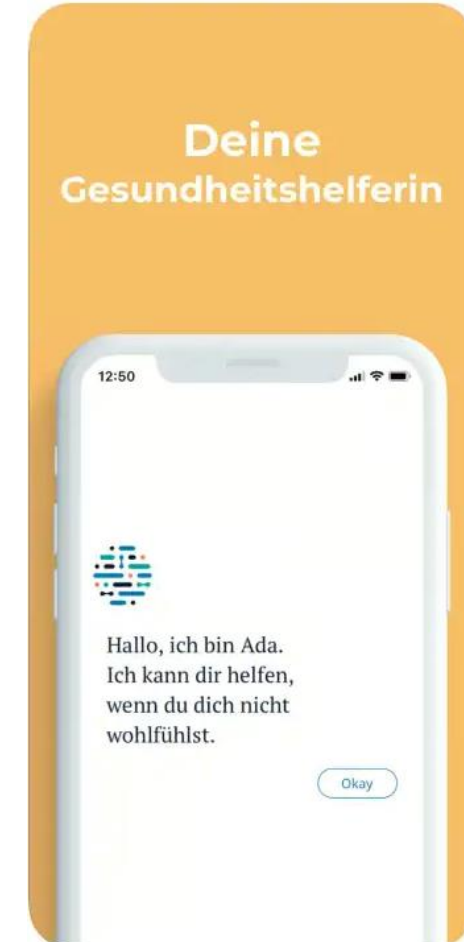 Deine
Gesundheitshelferin
12:50
Hallo, ich bin Ada.
Ich kann dir helfen,
wenn du dich nicht
wohlfühlst.
Okay